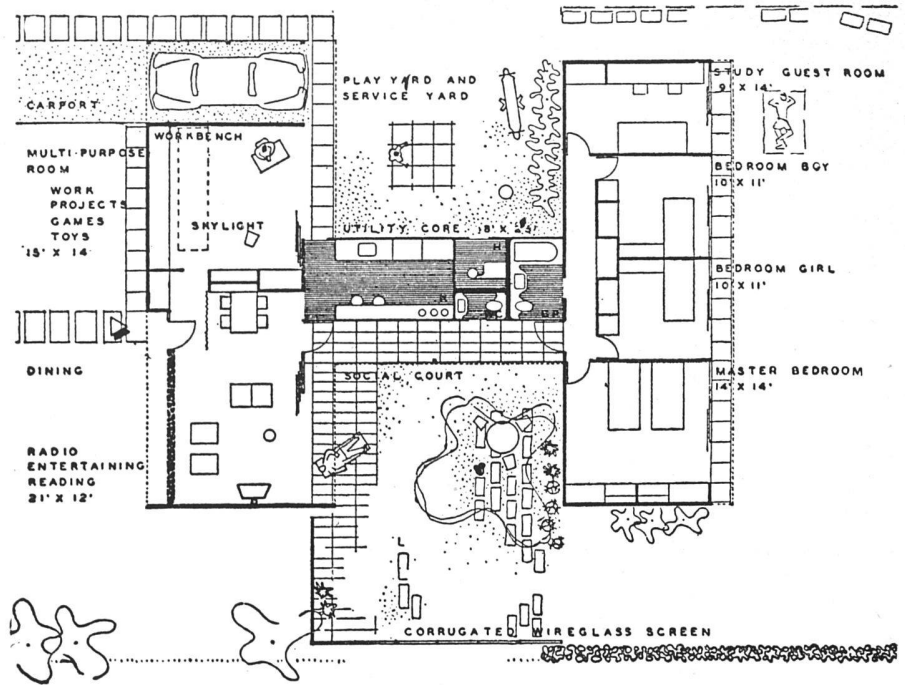 CARPORT
PLAY YARD AND
SERVICE YARD
STUDY GUEST ROOM
9' X 14'
WORKBENCH
MULTI-PURPOSE
ROOM
WORK
PROJECTS
GAMES
TOYS
15' X 14'
SKYLIGHT
BEDROOM BOY
10' X 11'
UTILITY CORE
H
K
BEDROOM GIRL
10' X 11'
DINING
SOCIAL COURT
MASTER BEDROOM
14' X 14'
RADIO
ENTERTAINING
READING
21' X 12'
L
CORRUGATED WIREGLASS SCREEN